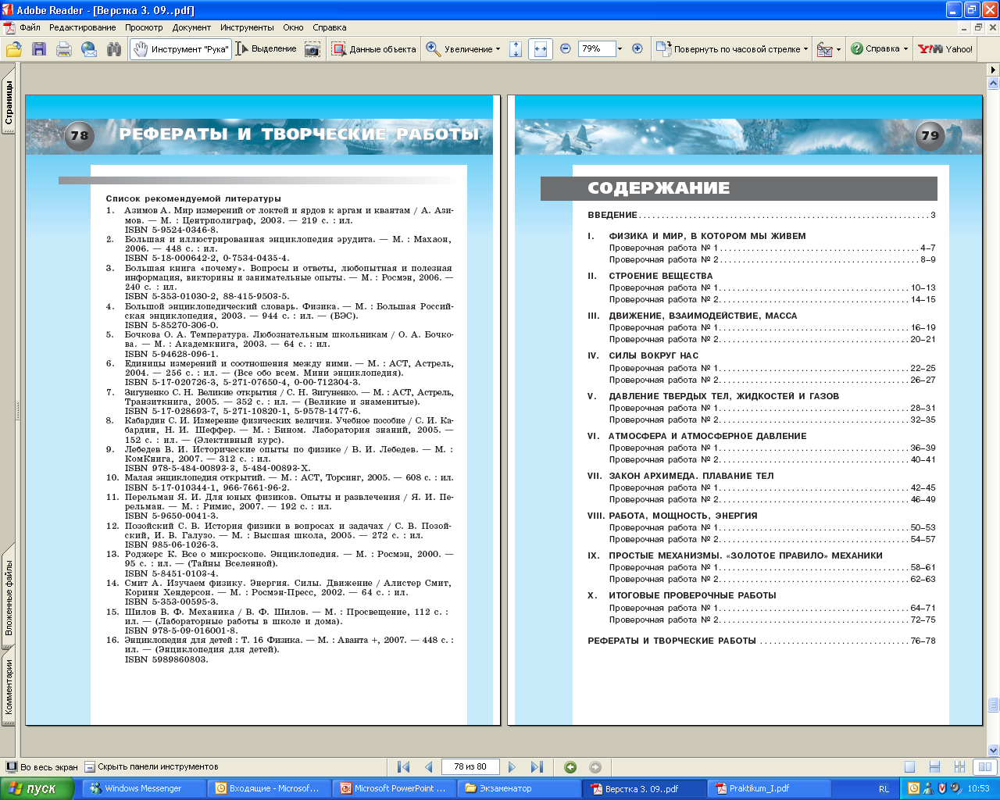 Adobe Reader - [Верстка 3. 09..pdf]
Файл Редактирование Просмотр Документ Инструменты Окно Справка
Инструмент "Рука" Выделение Данные объекта Увеличение 79% Повернуть по часовой стрелке Справка Yahoo!
Страницы
Вложенные файлы
Комментарии
78 РЕФЕРАТЫ И ТВОРЧЕСКИЕ РАБОТЫ
Список рекомендуемой литературы
1. Азимов А. Мир измерений от локтей и ярдов к аргам и квантам / А. Ази-
мов. — М. : Центрполиграф, 2003. — 219 с. : ил.
ISBN 5-9524-0346-8.
2. Большая и иллюстрированная энциклопедия эрудита. — М. : Махаон,
2006. — 448 с. : ил.
ISBN 5-18-000642-2, 0-7534-0435-4.
3. Большая книга «почему». Вопросы и ответы, любопытная и полезная
информация, викторины и занимательные опыты. — М. : Росмэн, 2006. —
240 с. : ил.
ISBN 5-353-01030-2, 88-415-9503-5.
4. Большой энциклопедический словарь. Физика. — М. : Большая Россий-
ская энциклопедия, 2003. — 944 с. : ил. — (БЭС).
ISBN 5-85270-306-0.
5. Бочкова О. А. Температура. Любознательным школьникам / О. А. Бочко-
ва. — М. : Академкнига, 2003. — 64 с. : ил.
ISBN 5-94628-096-1.
6. Единицы измерений и соотношения между ними. — М. : АСТ, Астрель,
2004. — 256 с. : ил. — (Все обо всем. Мини энциклопедия).
ISBN 5-17-020726-3, 5-271-07650-4, 0-00-712304-3.
7. Зигуненко С. Н. Великие открытия / С. Н. Зигуненко. — М. : АСТ, Астрель,
Транзиткнига, 2005. — 352 с. : ил. — (Великие и знаменитые).
ISBN 5-17-028693-7, 5-271-10820-1, 5-9578-1477-6.
8. Кабардин С. И. Измерение физических величин. Учебное пособие / С. И. Ка-
бардин, Н. И. Шеффер. — М. : Бином. Лаборатория знаний, 2005. —
152 с. : ил. — (Элективный курс).
9. Лебедев В. И. Исторические опыты по физике / В. И. Лебедев. — М. :
КомКнига, 2007. — 312 с. : ил.
ISBN 978-5-484-00893-3, 5-484-00893-X.
10. Малая энциклопедия открытий. — М. : АСТ, Торсинг, 2005. — 608 с. : ил.
ISBN 5-17-010344-1, 966-7661-96-2.
11. Перельман Я. И. Для юных физиков. Опыты и развлечения / Я. И. Пе-
рельман. — М. : Римис, 2007. — 192 с. : ил.
ISBN 5-9650-0041-3.
12. Позойский С. В. История физики в вопросах и задачах / С. В. Позой-
ский, И. В. Галузо. — М. : Высшая школа, 2005. — 272 с. : ил.
ISBN 985-06-1026-3.
13. Роджерс К. Все о микроскопе. Энциклопедия. — М. : Росмэн, 2000. —
95 с. : ил. — (Тайны Вселенной).
ISBN 5-8451-0103-4.
14. Смит А. Изучаем физику. Энергия. Силы. Движение / Алистер Смит,
Коринн Хендерсон. — М. : Росмэн-Пресс, 2002. — 64 с. : ил.
ISBN 5-353-00595-3.
15. Шилов В. Ф. Механика / В. Ф. Шилов. — М. : Просвещение, 112 с. :
ил. — (Лабораторные работы в школе и дома).
ISBN 978-5-09-016001-8.
16. Энциклопедия для детей : Т. 16 Физика. — М. : Аванта +, 2007. — 448 с. :
ил. — (Энциклопедия для детей).
ISBN 5989860803.
79
СОДЕРЖАНИЕ
ВВЕДЕНИЕ . . . . . 3
I. ФИЗИКА И МИР, В КОТОРОМ МЫ ЖИВЕМ
Проверочная работа № 1 . . . . . 4–7
Проверочная работа № 2 . . . . . 8–9
II. СТРОЕНИЕ ВЕЩЕСТВА
Проверочная работа № 1 . . . . . 10–13
Проверочная работа № 2 . . . . . 14–15
III. ДВИЖЕНИЕ, ВЗАИМОДЕЙСТВИЕ, МАССА
Проверочная работа № 1 . . . . . 16–19
Проверочная работа № 2 . . . . . 20–21
IV. СИЛЫ ВОКРУГ НАС
Проверочная работа № 1 . . . . . 22–25
Проверочная работа № 2 . . . . . 26–27
V. ДАВЛЕНИЕ ТВЕРДЫХ ТЕЛ, ЖИДКОСТЕЙ И ГАЗОВ
Проверочная работа № 1 . . . . . 28–31
Проверочная работа № 2 . . . . . 32–35
VI. АТМОСФЕРА И АТМОСФЕРНОЕ ДАВЛЕНИЕ
Проверочная работа № 1 . . . . . 36–39
Проверочная работа № 2 . . . . . 40–41
VII. ЗАКОН АРХИМЕДА. ПЛАВАНИЕ ТЕЛ
Проверочная работа № 1 . . . . . 42–45
Проверочная работа № 2 . . . . . 46–49
VIII. РАБОТА, МОЩНОСТЬ, ЭНЕРГИЯ
Проверочная работа № 1 . . . . . 50–53
Проверочная работа № 2 . . . . . 54–57
IX. ПРОСТЫЕ МЕХАНИЗМЫ. «ЗОЛОТОЕ ПРАВИЛО» МЕХАНИКИ
Проверочная работа № 1 . . . . . 58–61
Проверочная работа № 2 . . . . . 62–63
X. ИТОГОВЫЕ ПРОВЕРОЧНЫЕ РАБОТЫ
Проверочная работа № 1 . . . . . 64–71
Проверочная работа № 2 . . . . . 72–75
РЕФЕРАТЫ И ТВОРЧЕСКИЕ РАБОТЫ . . . . . 76–78
Во весь экран Скрыть панели инструментов 78 из 80
пуск Windows Messenger Входящие - Microsof... Microsoft PowerPoint ... Экзаменатор Верстка 3. 09..pdf Praktikum_I.pdf RL 10:53